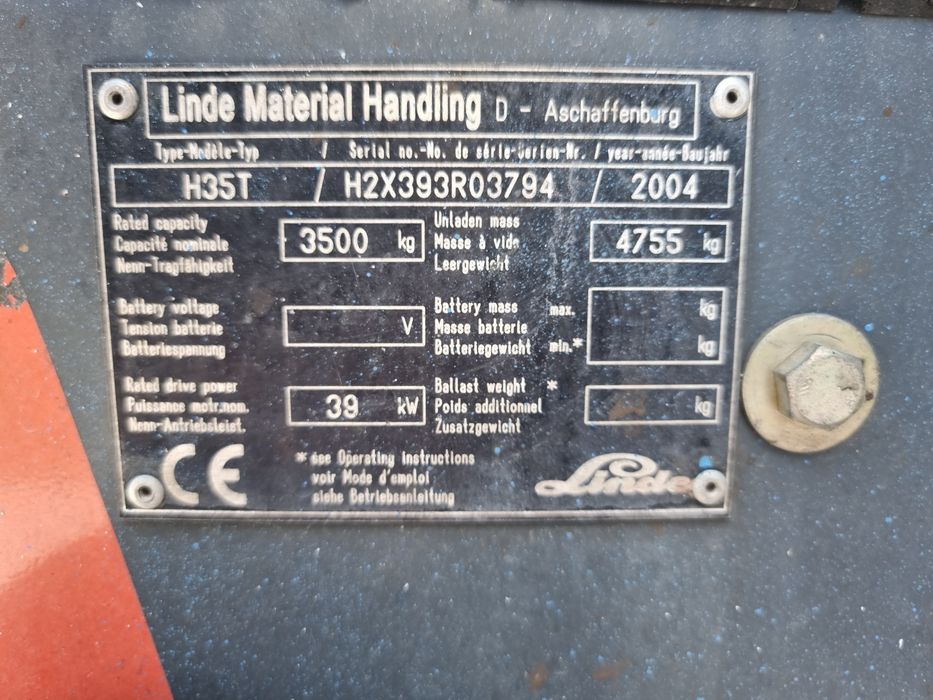 Linde Material Handling D - Aschaffenburg
Type-Modèle-Typ / Serial no.-No. de série-Serien-Nr. / year-année-Baujahr
H35T / H2X393R03794 / 2004
Rated capacity
Capacité nominale
Nenn-Tragfähigkeit
3500 kg
Unladen mass
Masse à vide
Leergewicht
4755 kg
Battery voltage
Tension batterie
Batteriespannung
V
Battery mass max.
Masse batterie
Batteriegewicht min.*
kg
kg
Rated drive power
Puissance motr.nom.
Nenn-Antriebsleist.
39 kW
Ballast weight *
Poids additionnel
Zusatzgewicht
kg
CE
* see Operating instructions
voir Mode d'emploi
siehe Betriebsanleitung
Linde